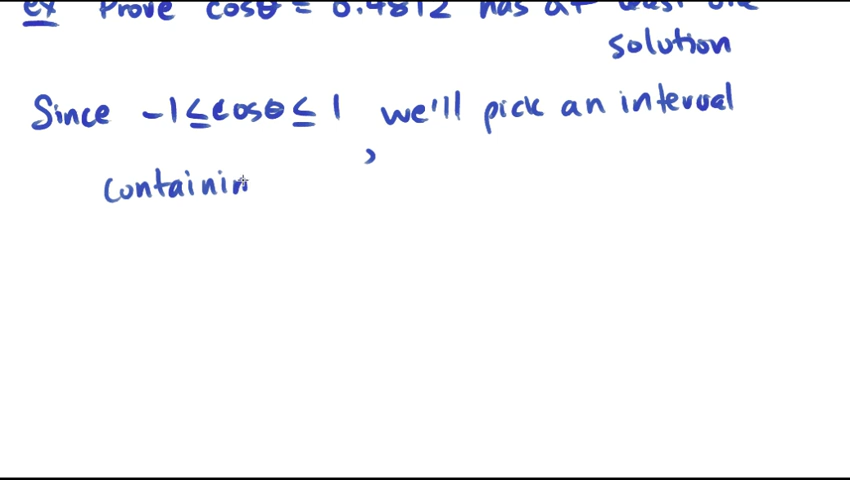 ex Prove cosθ = 0.4812 has at least one
solution
Since -1 ≤ cosθ ≤ 1, we'll pick an interval
containin